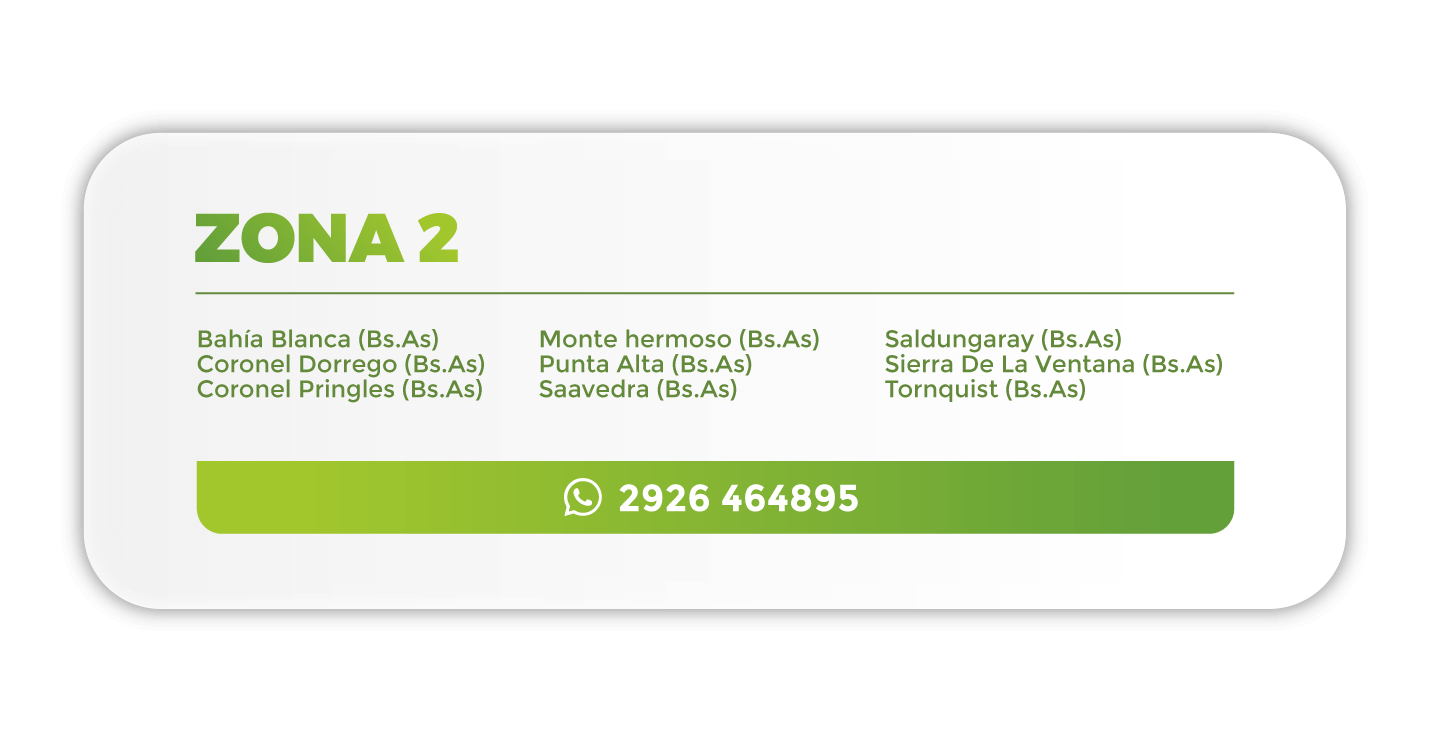 ZONA 2
Bahía Blanca (Bs.As)
Coronel Dorrego (Bs.As)
Coronel Pringles (Bs.As)
Monte hermoso (Bs.As)
Punta Alta (Bs.As)
Saavedra (Bs.As)
Saldungaray (Bs.As)
Sierra De La Ventana (Bs.As)
Tornquist (Bs.As)
2926 464895